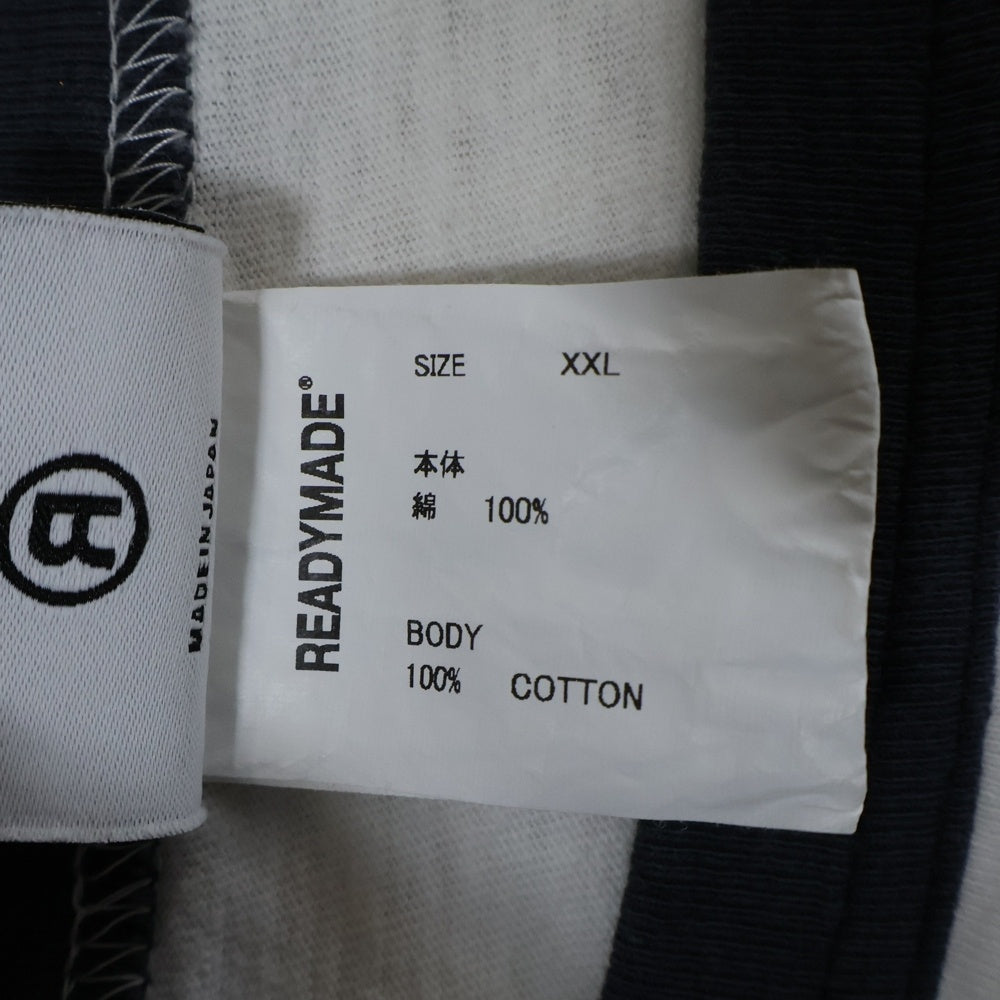 R
MADE IN JAPAN
READYMADE®
SIZE XXL
本体
綿 100%
BODY
100% COTTON